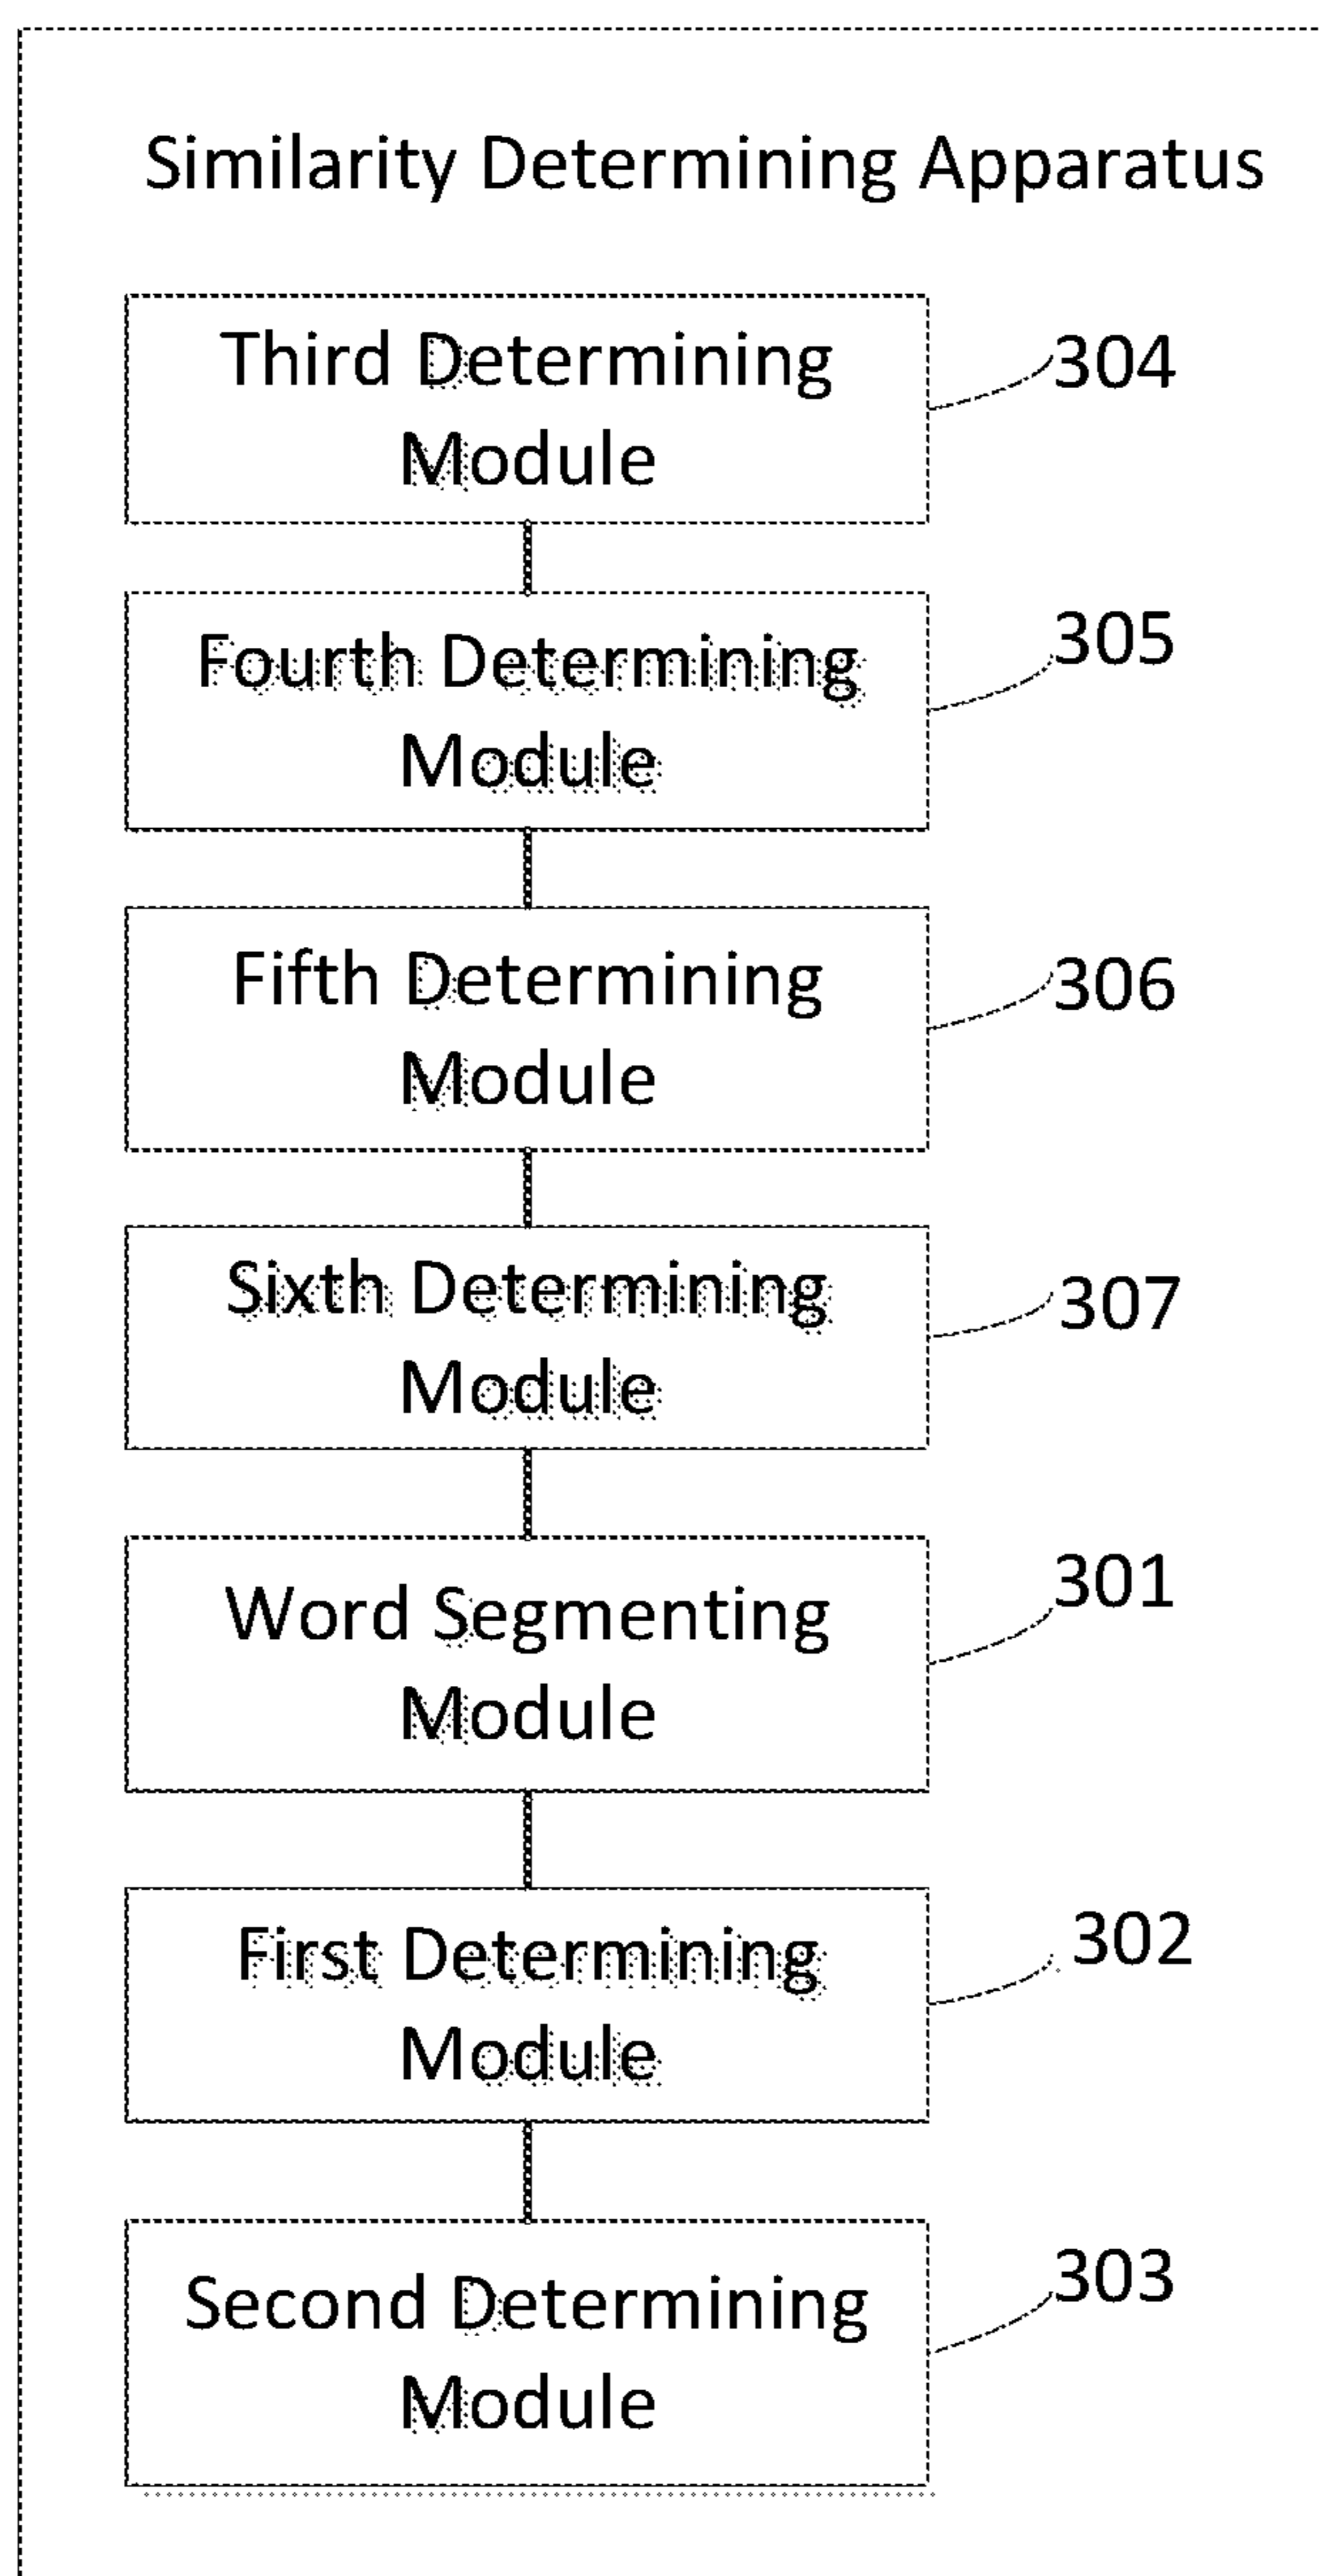 Similarity Determining Apparatus
Third Determining
Module
304
Fourth Determining
Module
305
Fifth Determining
Module
306
Sixth Determining
Module
307
Word Segmenting
Module
301
First Determining
Module
302
Second Determining
Module
303